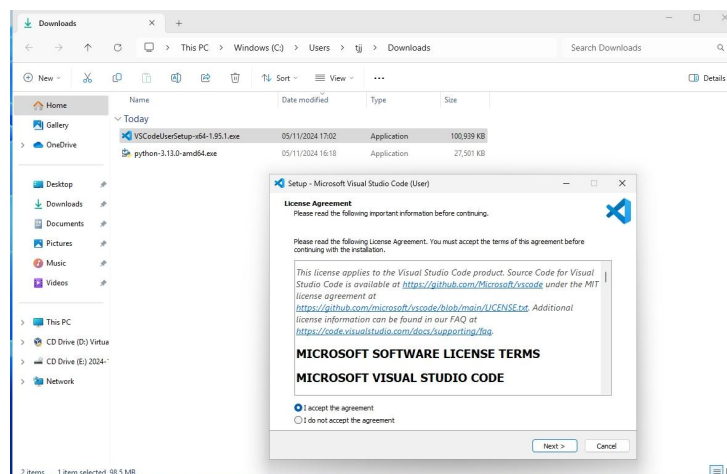 Downloads
This PC > Windows (C:) > Users > tjj > Downloads
Search Downloads
New
Sort
View
Details
Name
Date modified
Type
Size
Home
Gallery
OneDrive
Desktop
Downloads
Documents
Pictures
Music
Videos
This PC
CD Drive (D:) Virtua
CD Drive (E:) 2024-
Network
Today
VSCodeUserSetup-x64-1.95.1.exe 05/11/2024 17:02 Application 100,939 KB
python-3.13.0-amd64.exe 05/11/2024 16:18 Application 27,501 KB
Setup - Microsoft Visual Studio Code (User)
License Agreement
Please read the following important information before continuing.
Please read the following License Agreement. You must accept the terms of this agreement before
continuing with the installation.
This license applies to the Visual Studio Code product. Source Code for Visual
Studio Code is available at https://github.com/Microsoft/vscode under the MIT
license agreement at
https://github.com/microsoft/vscode/blob/main/LICENSE.txt. Additional
license information can be found in our FAQ at
https://code.visualstudio.com/docs/supporting/faq.
MICROSOFT SOFTWARE LICENSE TERMS
MICROSOFT VISUAL STUDIO CODE
I accept the agreement
I do not accept the agreement
Next >
Cancel
2 items 1 item selected 98.5 MB